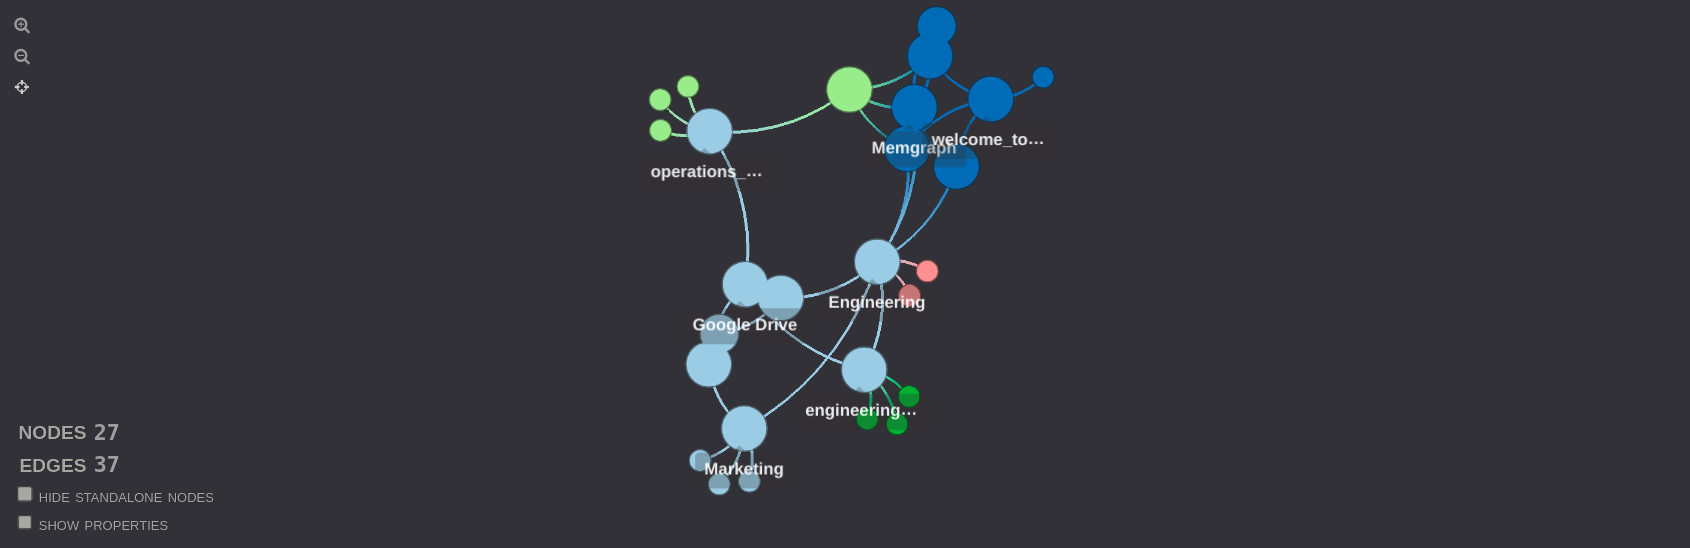 welcome_to...
Memgraph
operations_...
Engineering
Google Drive
engineering...
Marketing
NODES 27
EDGES 37
HIDE STANDALONE NODES
SHOW PROPERTIES